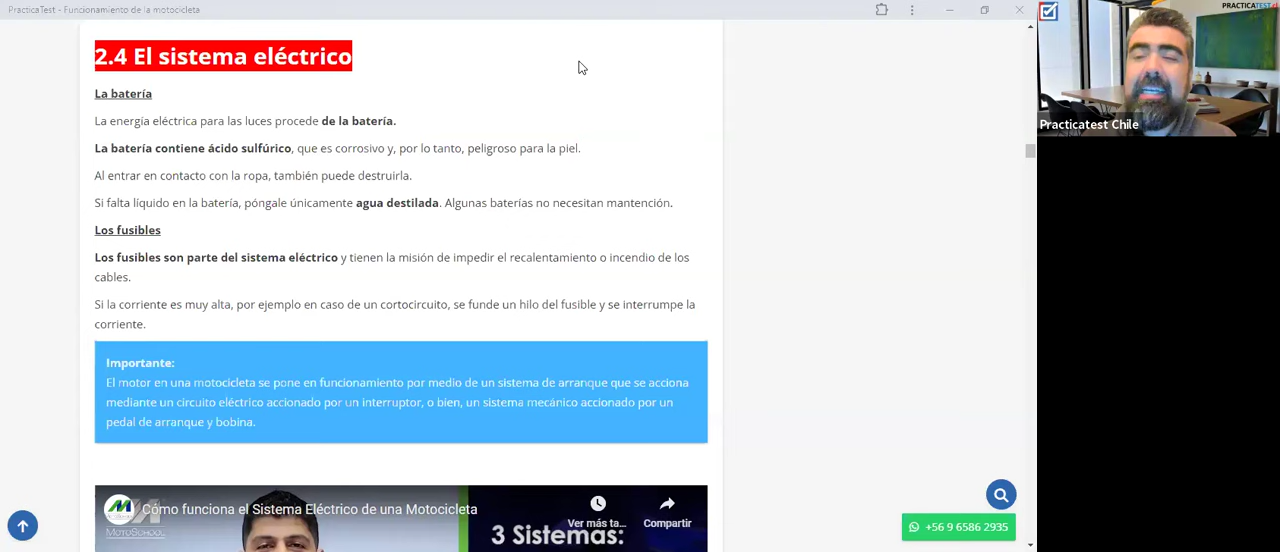 PracticaTest - Funcionamiento de la motocicleta
PRACTICATEST.cl
2.4 El sistema eléctrico
La batería
La energía eléctrica para las luces procede de la batería.
Practicatest Chile
La batería contiene ácido sulfúrico, que es corrosivo y, por lo tanto, peligroso para la piel.
Al entrar en contacto con la ropa, también puede destruirla.
Si falta líquido en la batería, póngale únicamente agua destilada. Algunas baterías no necesitan mantención.
Los fusibles
Los fusibles son parte del sistema eléctrico y tienen la misión de impedir el recalentamiento o incendio de los
cables.
Si la corriente es muy alta, por ejemplo en caso de un cortocircuito, se funde un hilo del fusible y se interrumpe la
corriente.
Importante:
El motor en una motocicleta se pone en funcionamiento por medio de un sistema de arranque que se acciona
mediante un circuito eléctrico accionado por un interruptor, o bien, un sistema mecánico accionado por un
pedal de arranque y bobina.
Cómo funciona el Sistema Eléctrico de una Motocicleta
MOTOSCHOOL
Ver más ta...
Compartir
3 Sistemas:
+56 9 6586 2935